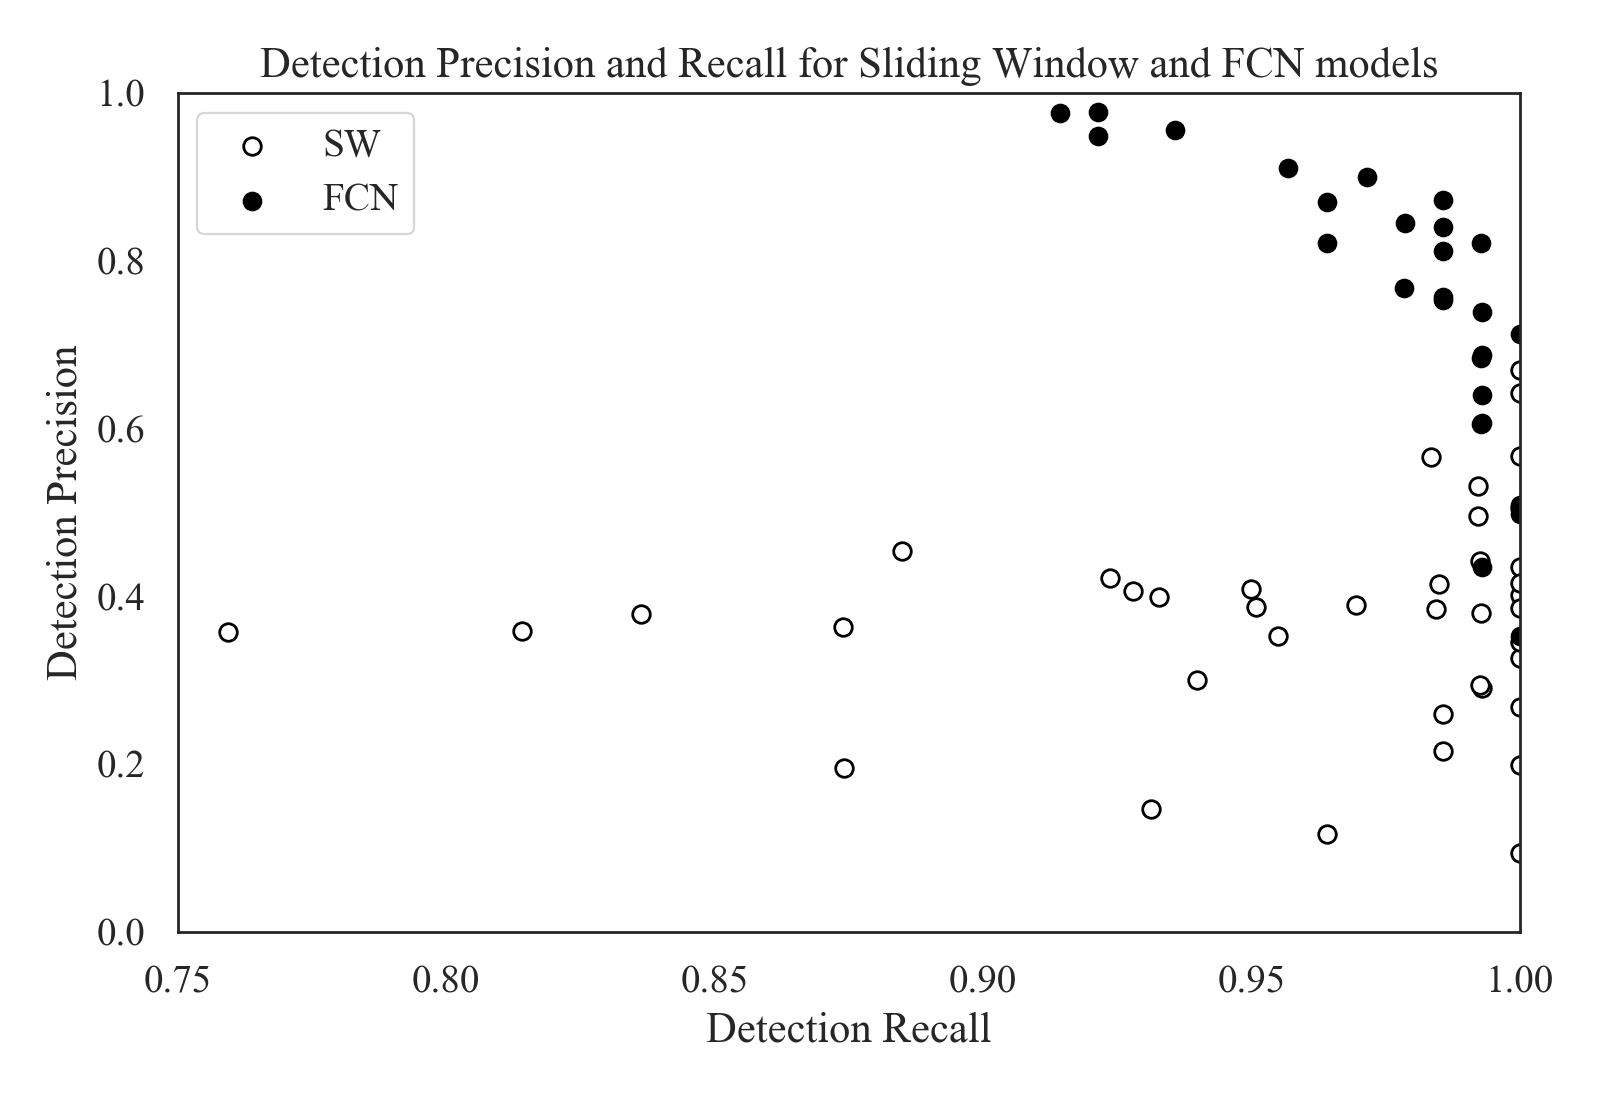 Detection Precision and Recall for Sliding Window and FCN models
1.0
SW
FCN
0.8
0.6
0.4
0.2
0.0
Detection Precision
0.75 0.80 0.85 0.90 0.95 1.00
Detection Recall